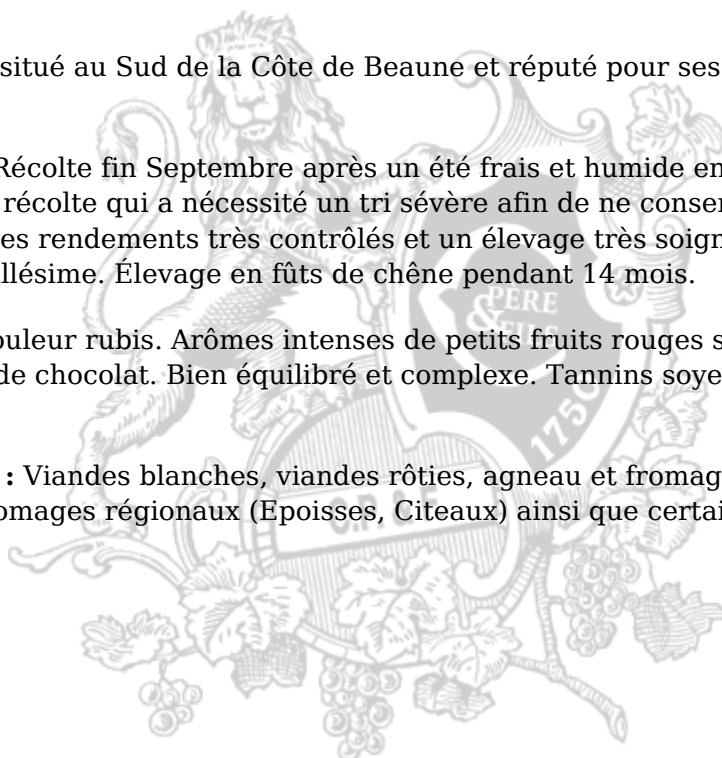 situé au Sud de la Côte de Beaune et réputé pour ses
Récolte fin Septembre après un été frais et humide en
récolte qui a nécessité un tri sévère afin de ne conser
es rendements très contrôlés et un élevage très soign
llésime. Élevage en fûts de chêne pendant 14 mois.
ouleur rubis. Arômes intenses de petits fruits rouges s
de chocolat. Bien équilibré et complexe. Tannins soye
: Viandes blanches, viandes rôties, agneau et fromag
omages régionaux (Epoisses, Citeaux) ainsi que certai
PÈRE
& FILS
1750